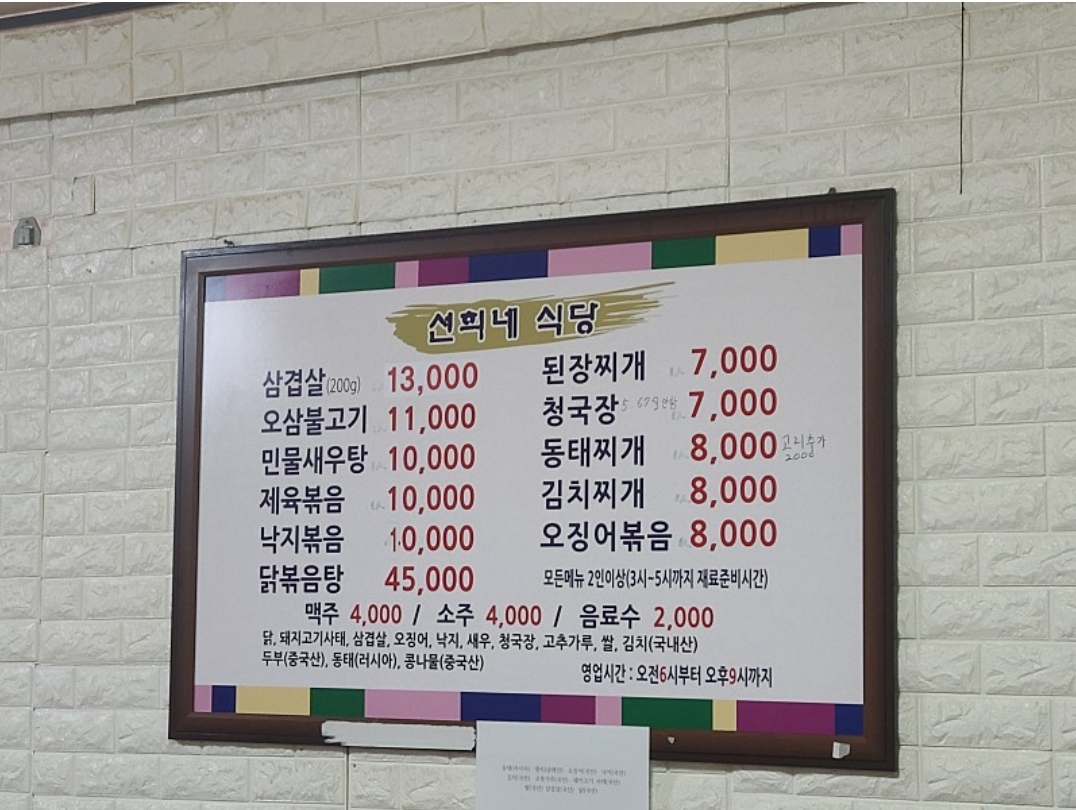 선희네 식당
삼겹살(200g) 13,000
오삼불고기 11,000
민물새우탕 10,000
제육볶음 10,000
낙지볶음 10,000
닭볶음탕 45,000
된장찌개 7,000
청국장 7,000
동태찌개 8,000 고리추가 2000
김치찌개 8,000
오징어볶음 8,000
모든메뉴 2인이상(3시~5시까지 재료준비시간)
맥주 4,000 / 소주 4,000 / 음료수 2,000
닭, 돼지고기사태, 삼겹살, 오징어, 낙지, 새우, 청국장, 고추가루, 쌀, 김치(국내산)
두부(중국산), 동태(러시아), 콩나물(중국산)
영업시간 : 오전6시부터 오후9시까지